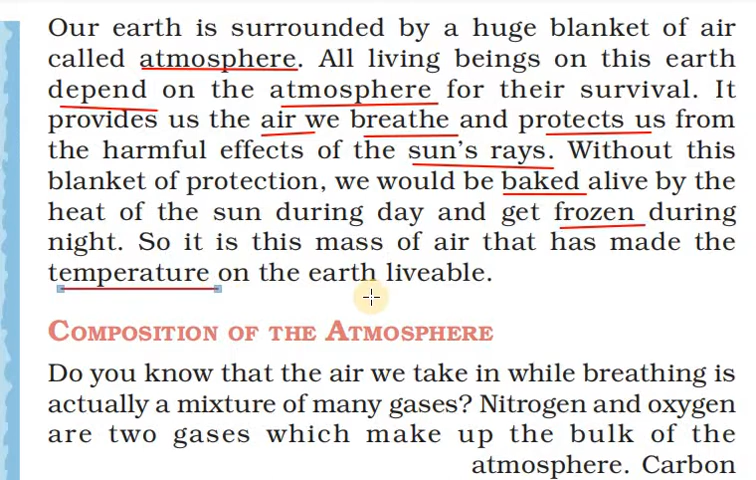 Our earth is surrounded by a huge blanket of air
called atmosphere. All living beings on this earth
depend on the atmosphere for their survival. It
provides us the air we breathe and protects us from
the harmful effects of the sun's rays. Without this
blanket of protection, we would be baked alive by the
heat of the sun during day and get frozen during
night. So it is this mass of air that has made the
temperature on the earth liveable.
COMPOSITION OF THE ATMOSPHERE
Do you know that the air we take in while breathing is
actually a mixture of many gases? Nitrogen and oxygen
are two gases which make up the bulk of the
atmosphere. Carbon